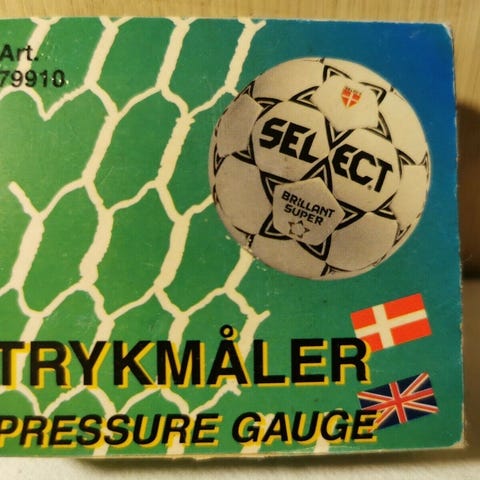 Art.
79910
SELECT
BRILLANT
SUPER
TRYKMÅLER
PRESSURE GAUGE